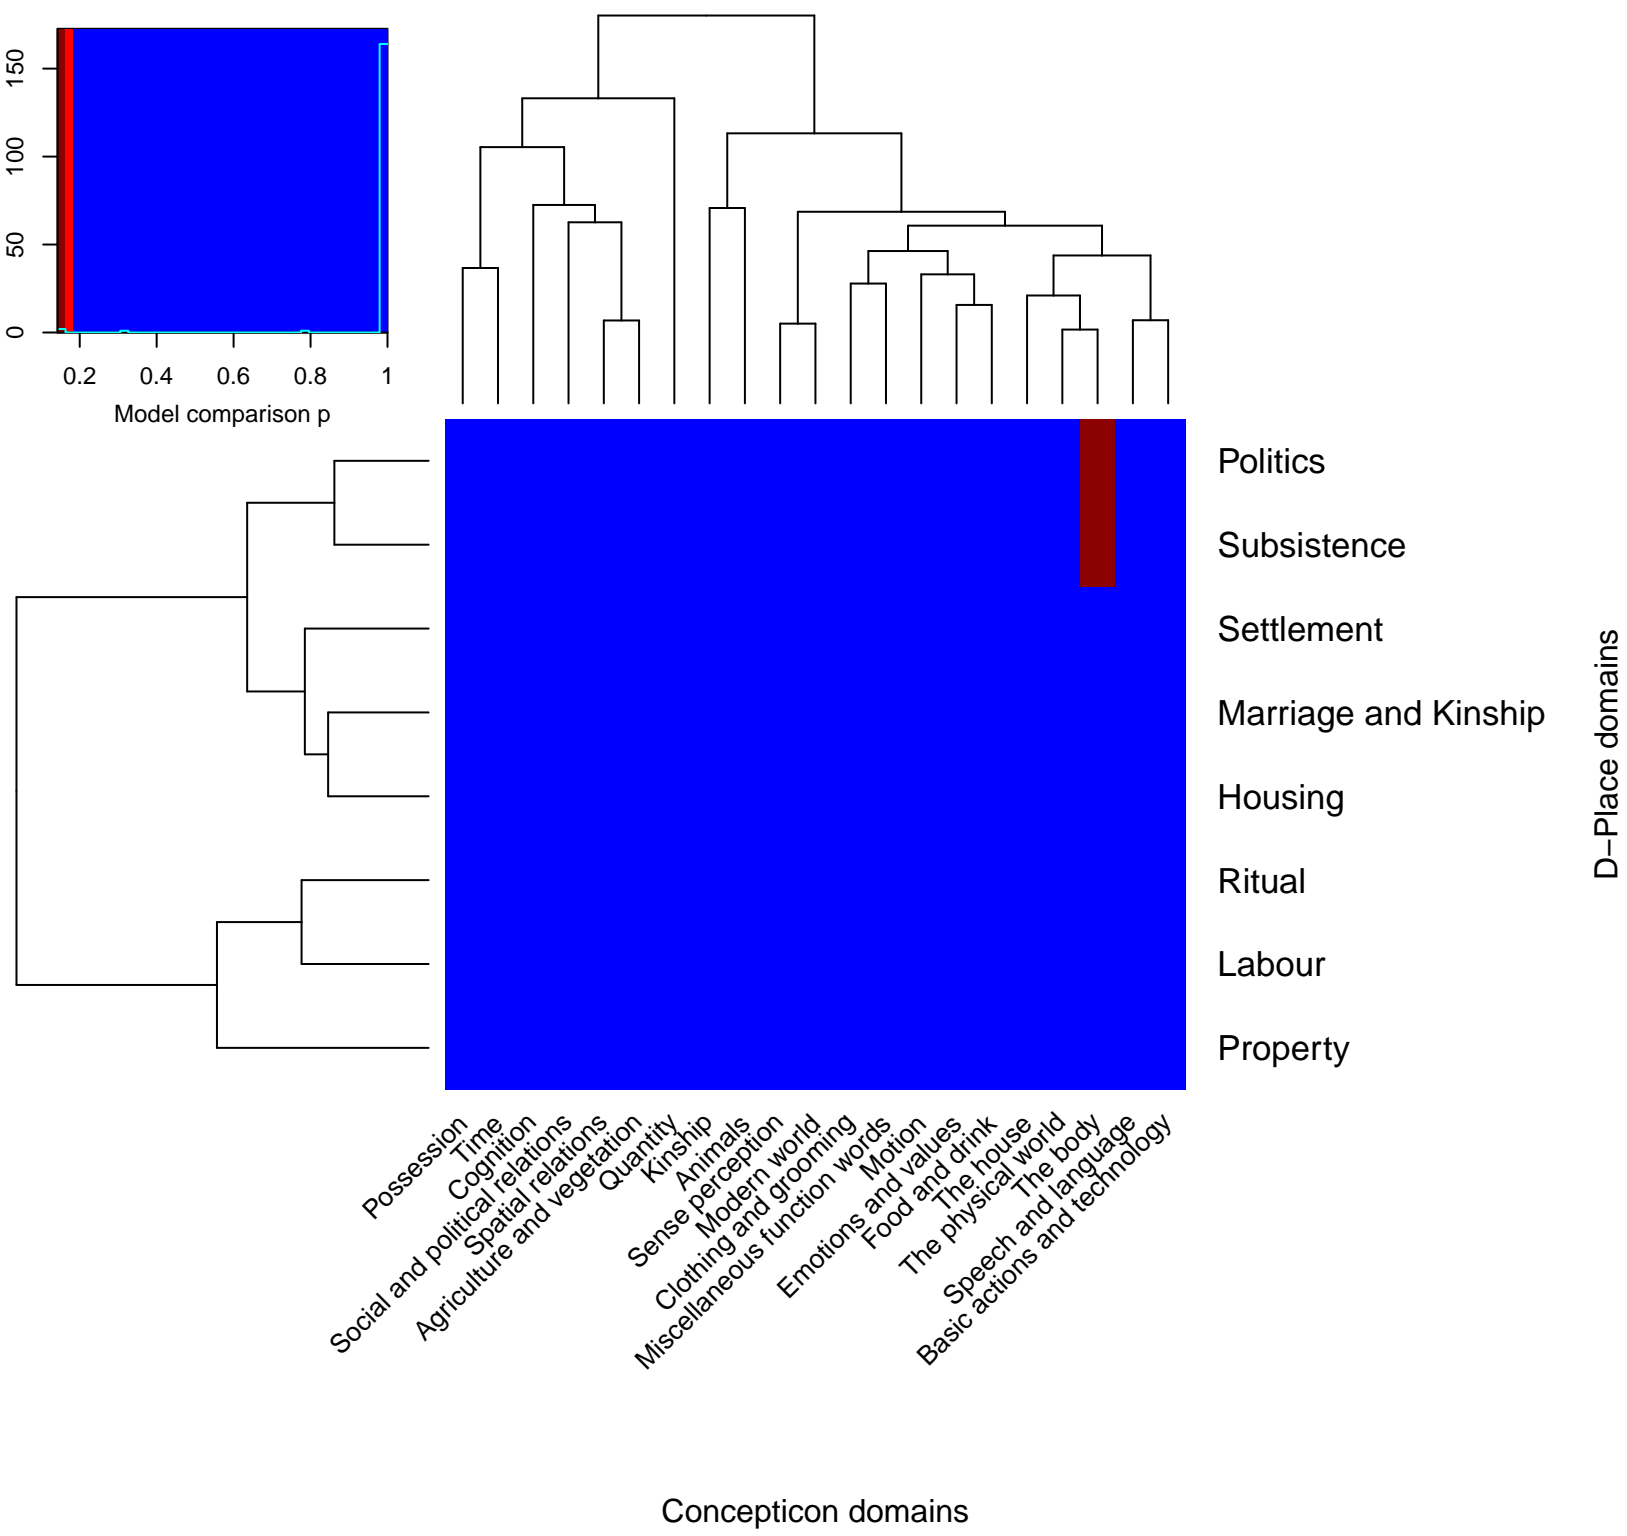 150
100
50
0
0.2 0.4 0.6 0.8 1
Model comparison p
Politics
Subsistence
Settlement
Marriage and Kinship
Housing
Ritual
Labour
Property
D−Place domains
Possession
Time
Cognition
Social and political relations
Spatial relations
Agriculture and vegetation
Quantity
Kinship
Animals
Sense perception
Modern world
Clothing and grooming
Miscellaneous function words
Motion
Emotions and values
Food and drink
The house
The physical world
The body
Speech and language
Basic actions and technology
Concepticon domains